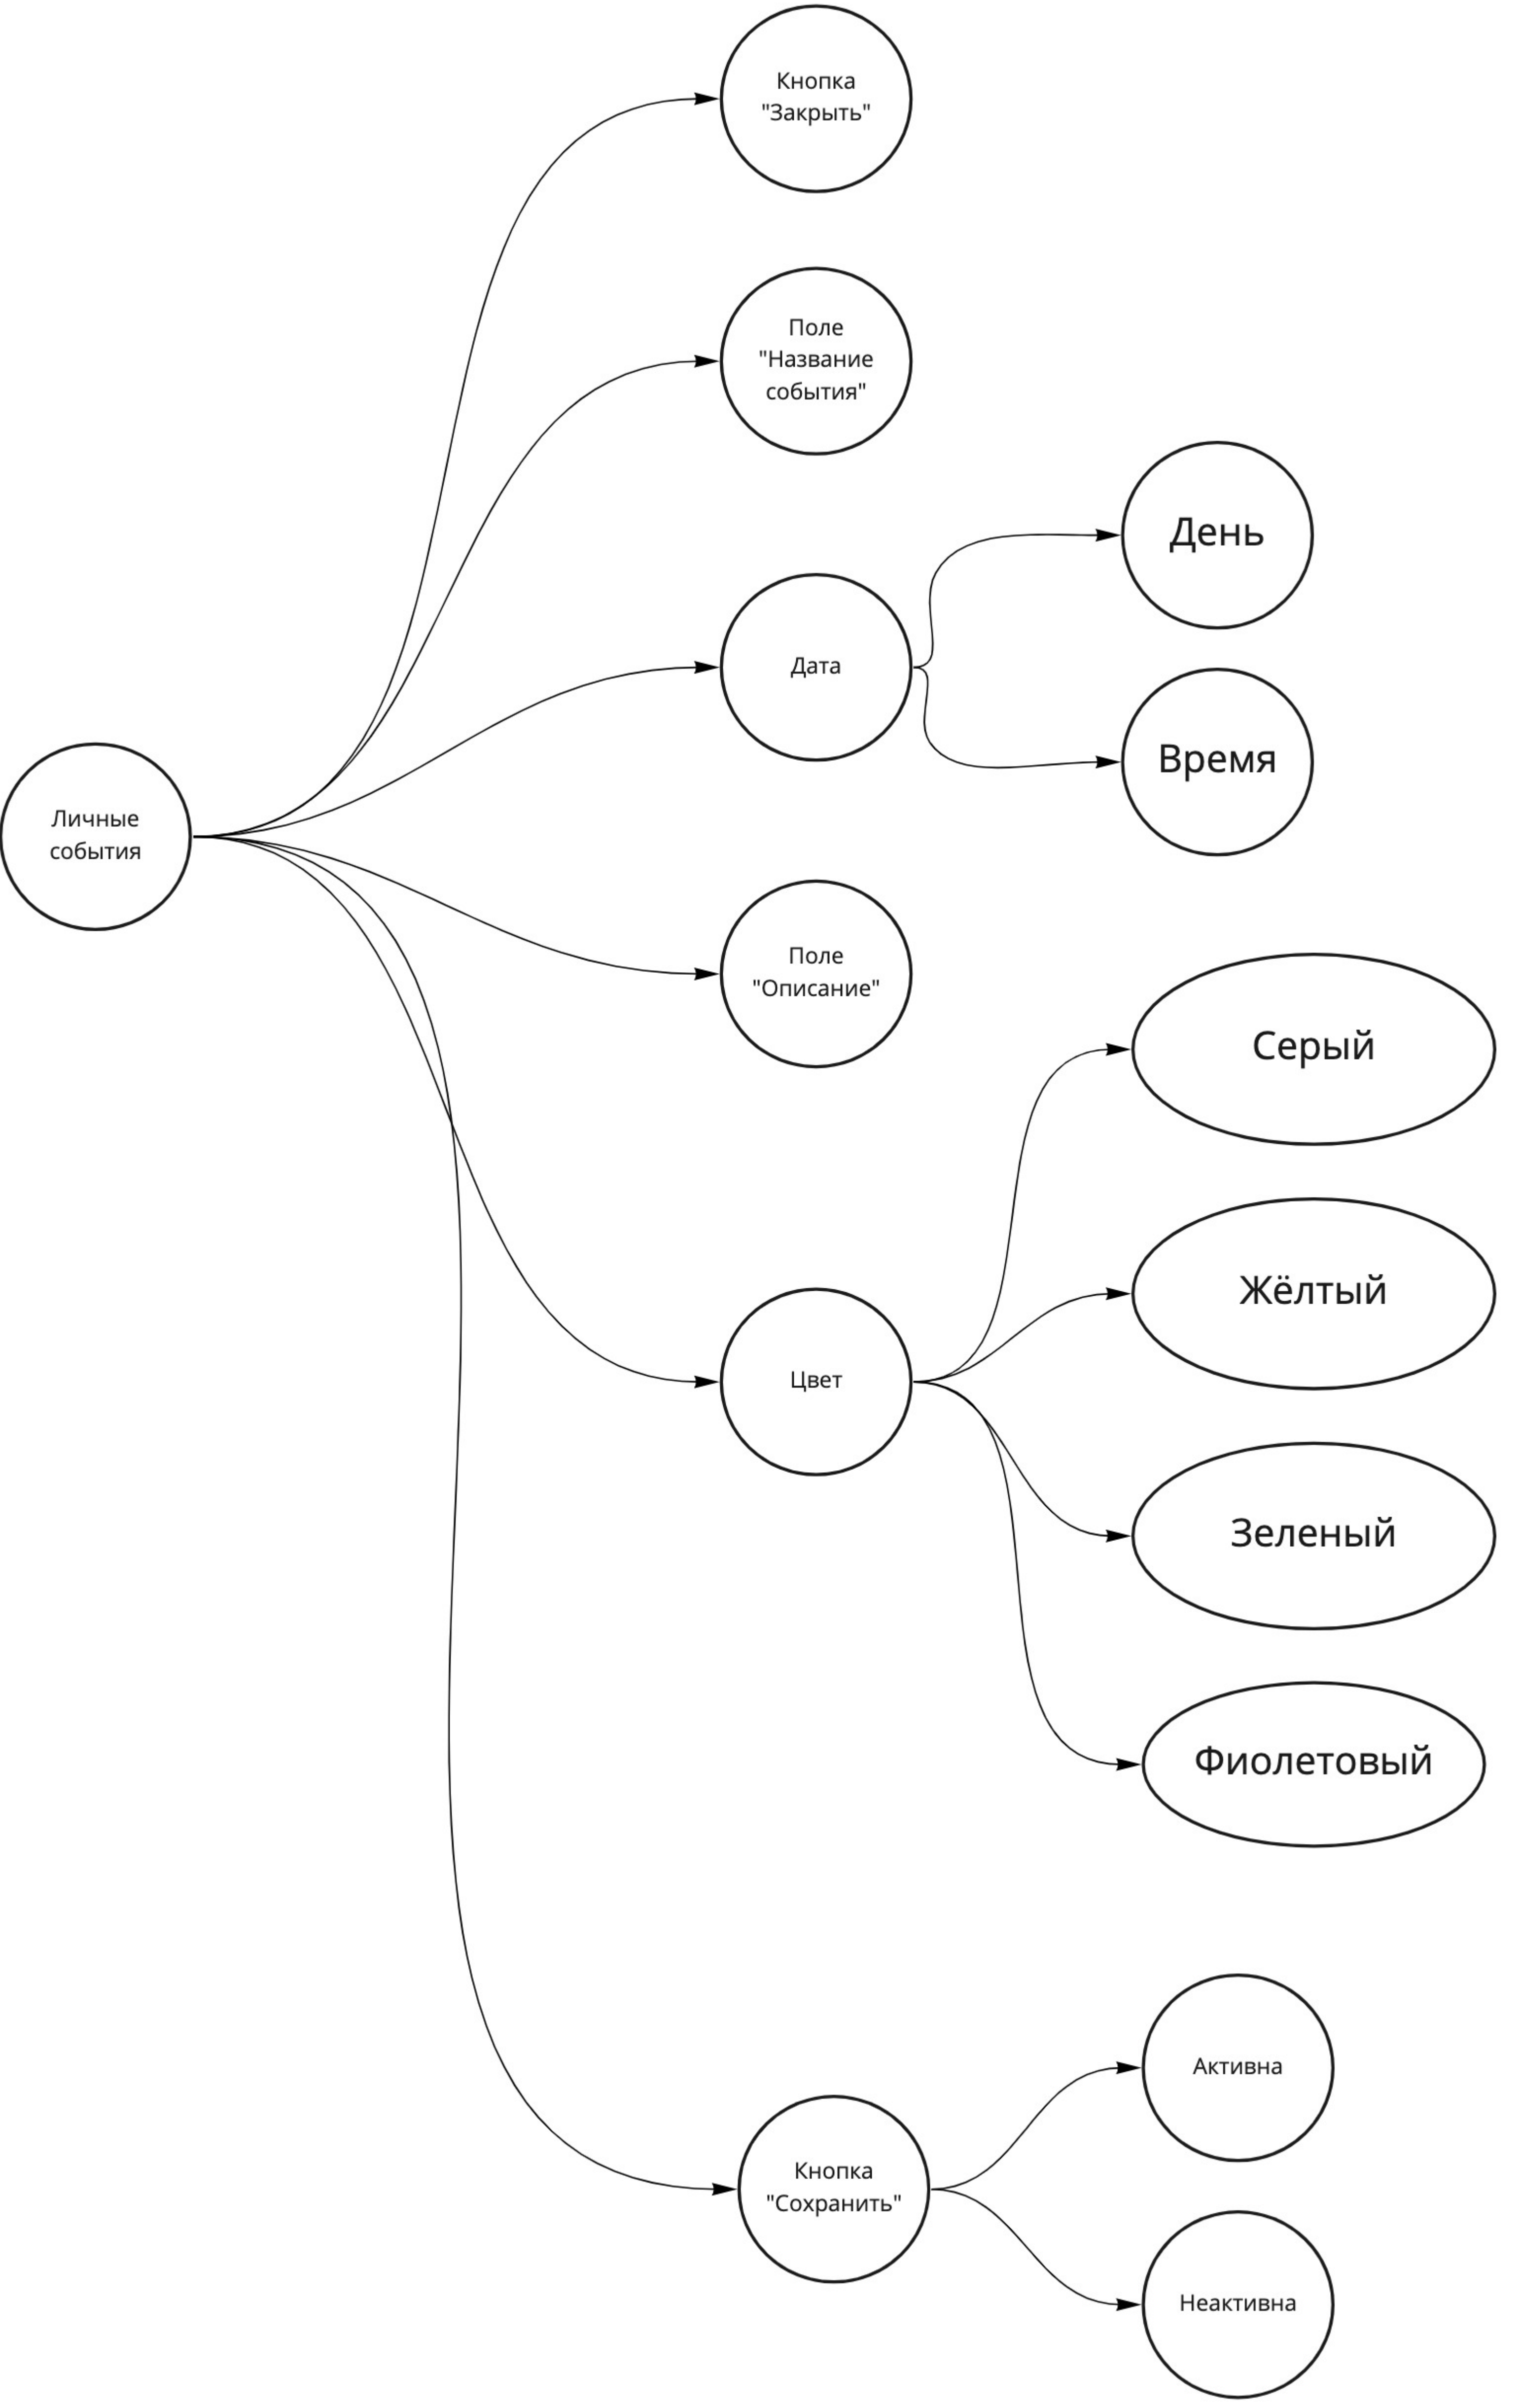 Кнопка
"Закрыть"
Поле
"Название
события"
День
Дата
Время
Личные
события
Поле
"Описание"
Серый
Жёлтый
Цвет
Зеленый
Фиолетовый
Активна
Кнопка
"Сохранить"
Неактивна